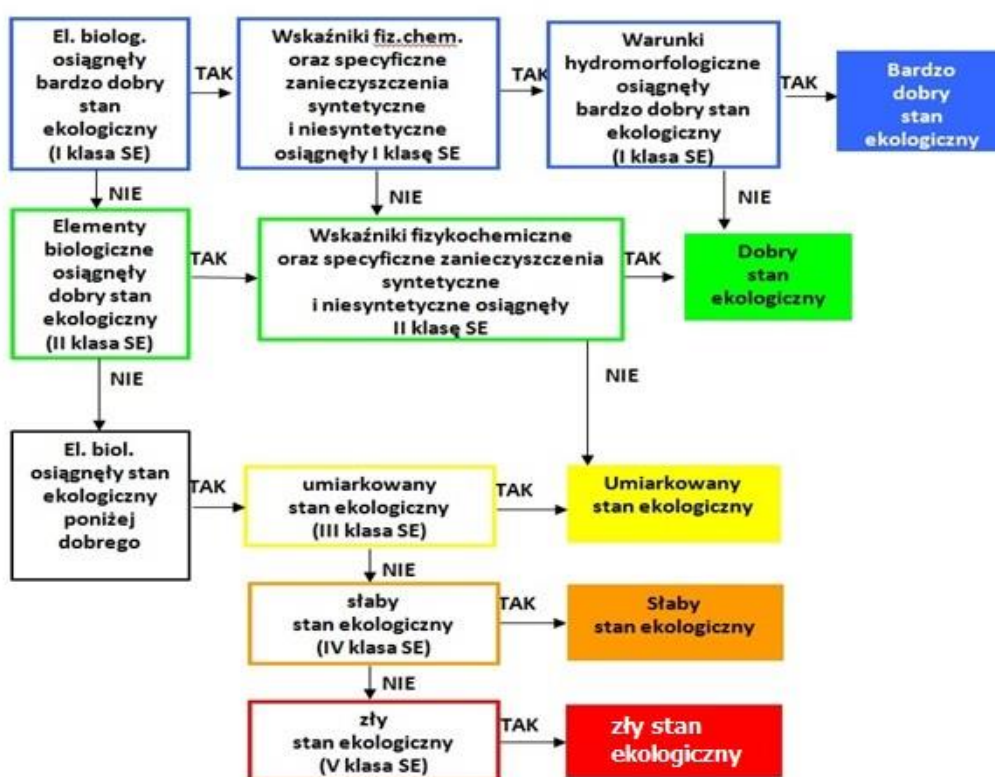 El. biolog.
osiągnęły
bardzo dobry
stan
ekologiczny
(I klasa SE)
TAK
Wskaźniki fiz.chem.
oraz specyficzne
zanieczyszczenia
syntetyczne
i niesyntetyczne
osiągnęły I klasę SE
TAK
Warunki
hydromorfologiczne
osiągnęły
bardzo dobry stan
ekologiczny
(I klasa SE)
TAK
Bardzo
dobry
stan
ekologiczny
NIE
NIE
NIE
Elementy
biologiczne
osiągnęły
dobry stan
ekologiczny
(II klasa SE)
TAK
Wskaźniki fizykochemiczne
oraz specyficzne zanieczyszczenia
syntetyczne
i niesyntetyczne osiągnęły
II klasę SE
TAK
Dobry
stan
ekologiczny
NIE
NIE
El. biol.
osiągnęły stan
ekologiczny
poniżej
dobrego
TAK
umiarkowany
stan ekologiczny
(III klasa SE)
TAK
Umiarkowany
stan ekologiczny
NIE
słaby
stan ekologiczny
(IV klasa SE)
TAK
Słaby
stan ekologiczny
NIE
zły
stan ekologiczny
(V klasa SE)
TAK
zły stan
ekologiczny